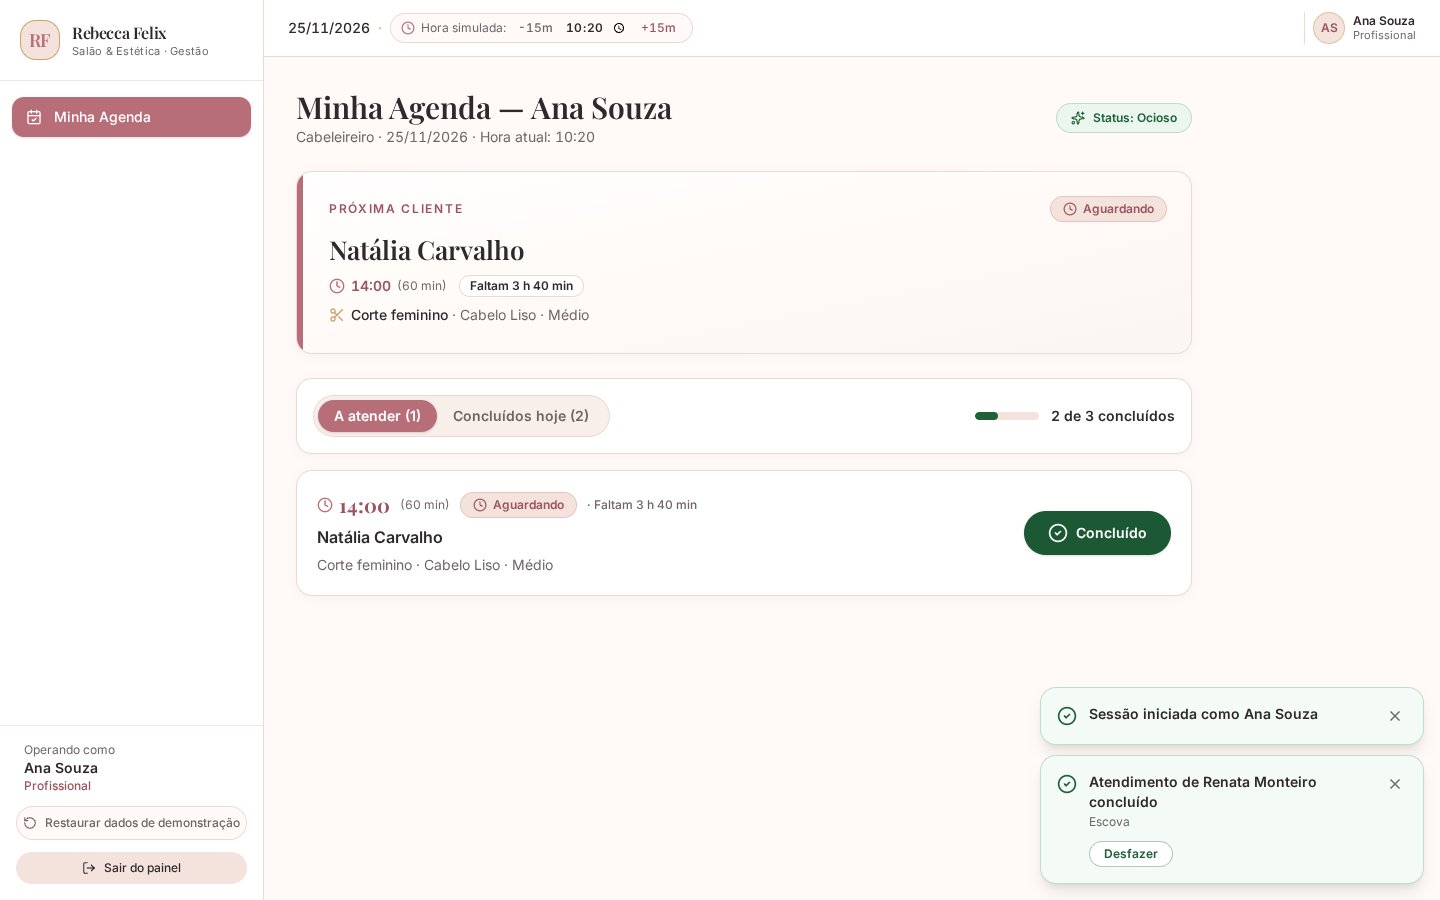 RF
Rebecca Felix
Salão & Estética · Gestão
Minha Agenda
Operando como
Ana Souza
Profissional
Restaurar dados de demonstração
Sair do painel
25/11/2026 · Hora simulada: -15m 10:20 +15m
AS
Ana Souza
Profissional
Minha Agenda — Ana Souza
Cabeleireiro · 25/11/2026 · Hora atual: 10:20
Status: Ocioso
PRÓXIMA CLIENTE
Aguardando
Natália Carvalho
14:00 (60 min) Faltam 3 h 40 min
Corte feminino · Cabelo Liso · Médio
A atender (1) Concluídos hoje (2)
2 de 3 concluídos
14:00 (60 min) Aguardando · Faltam 3 h 40 min
Natália Carvalho
Corte feminino · Cabelo Liso · Médio
Concluído
Sessão iniciada como Ana Souza
Atendimento de Renata Monteiro
concluído
Escova
Desfazer